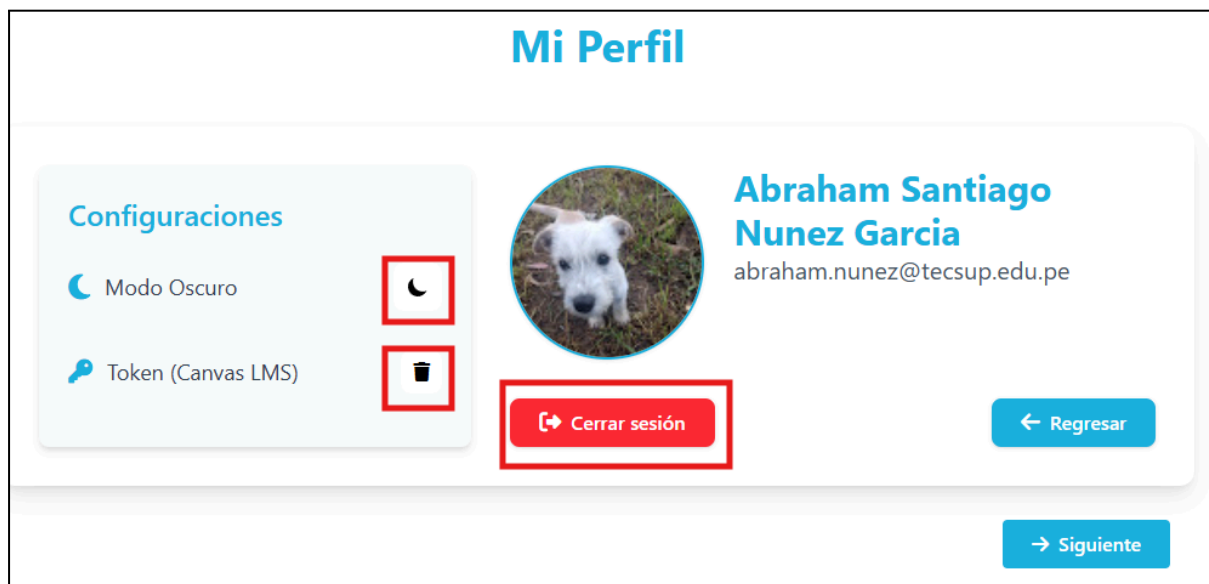 Mi Perfil
Configuraciones
Modo Oscuro
Token (Canvas LMS)
Abraham Santiago
Nunez Garcia
abraham.nunez@tecsup.edu.pe
Cerrar sesión
Regresar
Siguiente